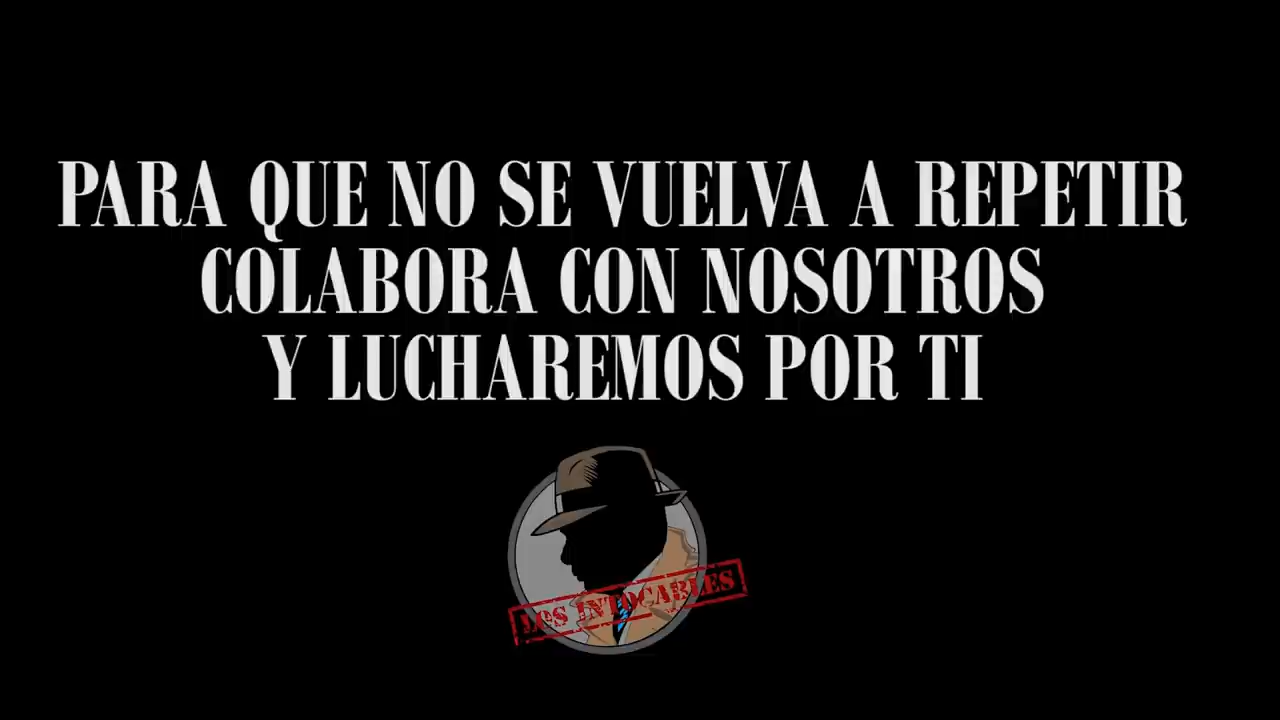 PARA QUE NO SE VUELVA A REPETIR
COLABORA CON NOSOTROS
Y LUCHAREMOS POR TI
LOS INTOCABLES